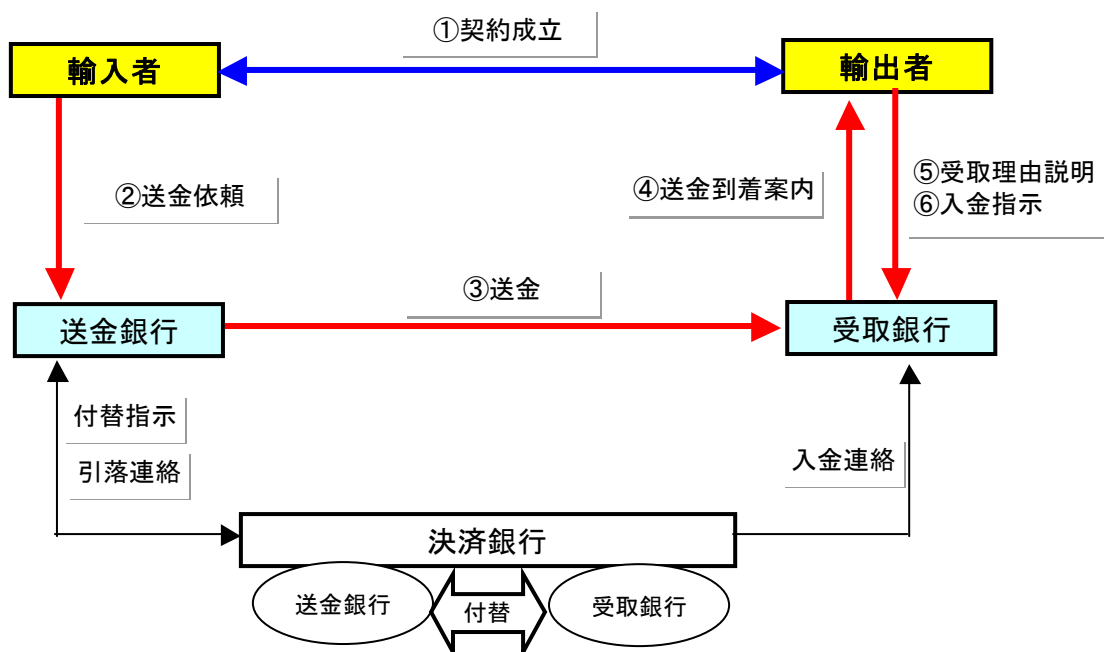 ①契約成立
輸入者
輸出者
②送金依頼
④送金到着案内
⑤受取理由説明
⑥入金指示
③送金
送金銀行
受取銀行
付替指示
引落連絡
入金連絡
決済銀行
送金銀行
付替
受取銀行